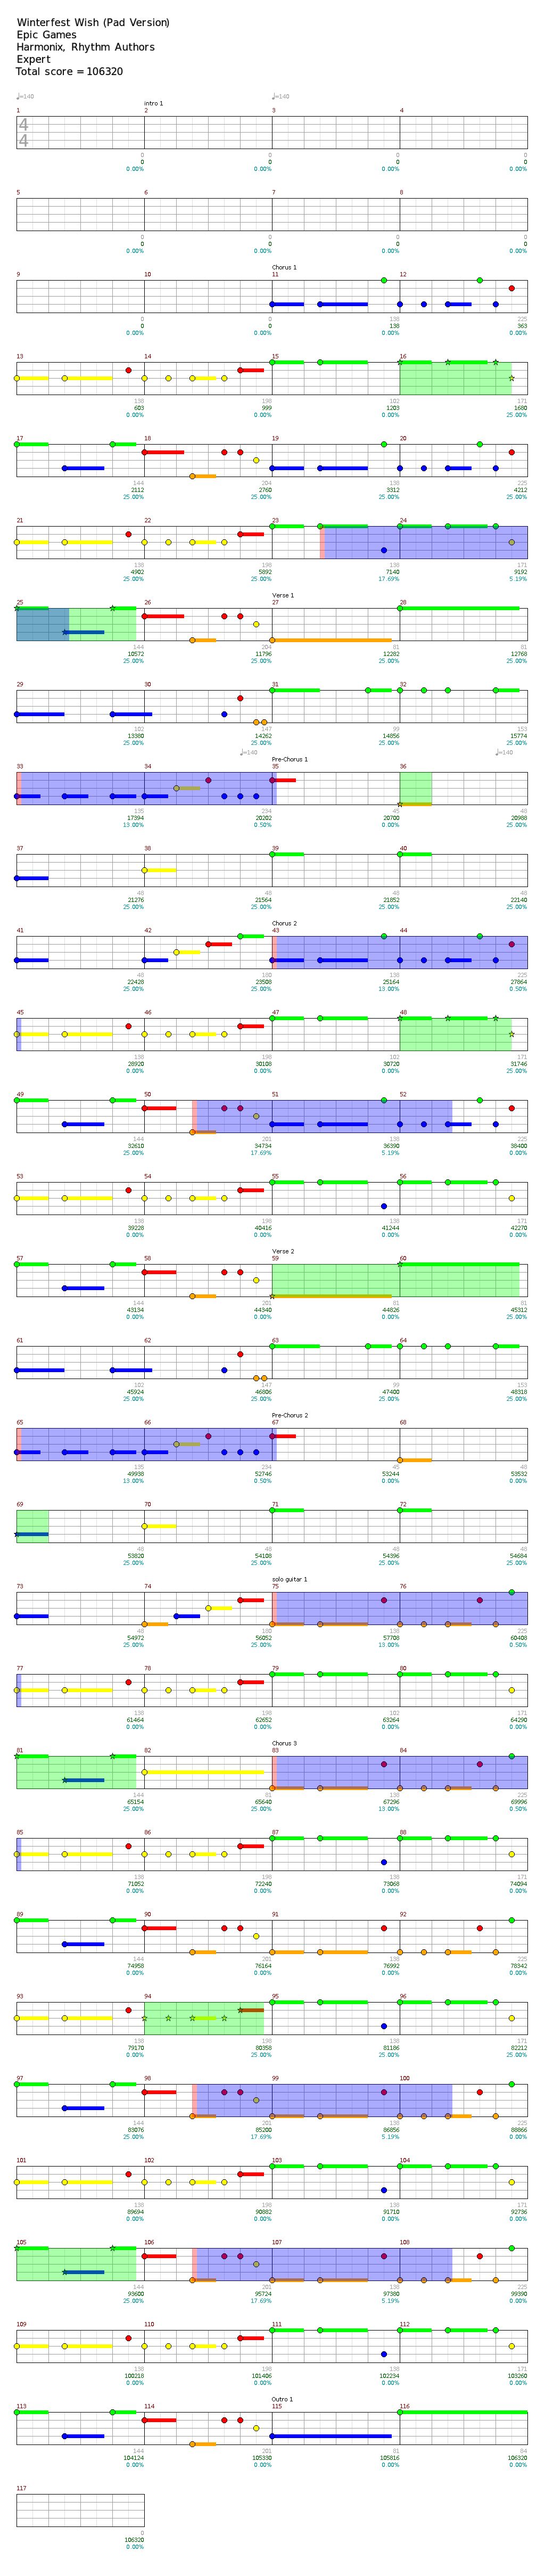 Winterfest Wish (Pad Version)
Epic Games
Harmonix, Rhythm Authors
Expert
Total score = 106320
♩=140 ♩=140
intro 1
1 2 3 4
4
4
0 0 0 0
0 0 0 0
0.00% 0.00% 0.00% 0.00%
5 6 7 8
0 0 0 0
0 0 0 0
0.00% 0.00% 0.00% 0.00%
Chorus 1
9 10 11 12
0 0 138 225
0 0 138 363
0.00% 0.00% 0.00% 0.00%
13 14 15 16
138 198 102 171
603 999 1203 1680
0.00% 0.00% 0.00% 25.00%
17 18 19 20
144 204 138 225
2112 2760 3312 4212
25.00% 25.00% 25.00% 25.00%
21 22 23 24
138 198 138 171
4902 5892 7140 9192
25.00% 25.00% 17.69% 5.19%
Verse 1
25 26 27 28
144 204 81 81
10572 11796 12282 12768
25.00% 25.00% 25.00% 25.00%
29 30 31 32
102 147 99 153
13380 14262 14856 15774
25.00% 25.00% 25.00% 25.00%
♩=140 ♩=140
Pre-Chorus 1
33 34 35 36
135 234 45 48
17394 20202 20700 20988
13.00% 0.50% 0.00% 25.00%
37 38 39 40
48 48 48 48
21276 21564 21852 22140
25.00% 25.00% 25.00% 25.00%
Chorus 2
41 42 43 44
48 180 138 225
22428 23508 25164 27864
25.00% 25.00% 13.00% 0.50%
45 46 47 48
138 198 102 171
28920 30108 30720 31746
0.00% 0.00% 0.00% 25.00%
49 50 51 52
144 201 138 225
32610 34734 36390 38400
25.00% 17.69% 5.19% 0.00%
53 54 55 56
138 198 138 171
39228 40416 41244 42270
0.00% 0.00% 0.00% 0.00%
Verse 2
57 58 59 60
144 201 81 81
43134 44340 44826 45312
0.00% 0.00% 0.00% 25.00%
61 62 63 64
102 147 99 153
45924 46806 47400 48318
25.00% 25.00% 25.00% 25.00%
Pre-Chorus 2
65 66 67 68
135 234 45 48
49938 52746 53244 53532
13.00% 0.50% 0.00% 0.00%
69 70 71 72
48 48 48 48
53820 54108 54396 54684
25.00% 25.00% 25.00% 25.00%
solo guitar 1
73 74 75 76
48 180 138 225
54972 56052 57708 60408
25.00% 25.00% 13.00% 0.50%
77 78 79 80
138 198 102 171
61464 62652 63264 64290
0.00% 0.00% 0.00% 0.00%
Chorus 3
81 82 83 84
144 81 138 225
65154 65640 67296 69996
25.00% 25.00% 13.00% 0.50%
85 86 87 88
138 198 138 171
71052 72240 73068 74094
0.00% 0.00% 0.00% 0.00%
89 90 91 92
144 201 138 225
74958 76164 76992 78342
0.00% 0.00% 0.00% 0.00%
93 94 95 96
138 198 138 171
79170 80358 81186 82212
0.00% 25.00% 25.00% 25.00%
97 98 99 100
144 201 138 225
83076 85200 86856 88866
25.00% 17.69% 5.19% 0.00%
101 102 103 104
138 198 138 171
89694 90882 91710 92736
0.00% 0.00% 0.00% 0.00%
105 106 107 108
144 201 138 225
93600 95724 97380 99390
25.00% 17.69% 5.19% 0.00%
109 110 111 112
138 198 138 171
100218 101406 102234 103260
0.00% 0.00% 0.00% 0.00%
Outro 1
113 114 115 116
144 201 81 84
104124 105330 105816 106320
0.00% 0.00% 0.00% 0.00%
117
0
106320
0.00%